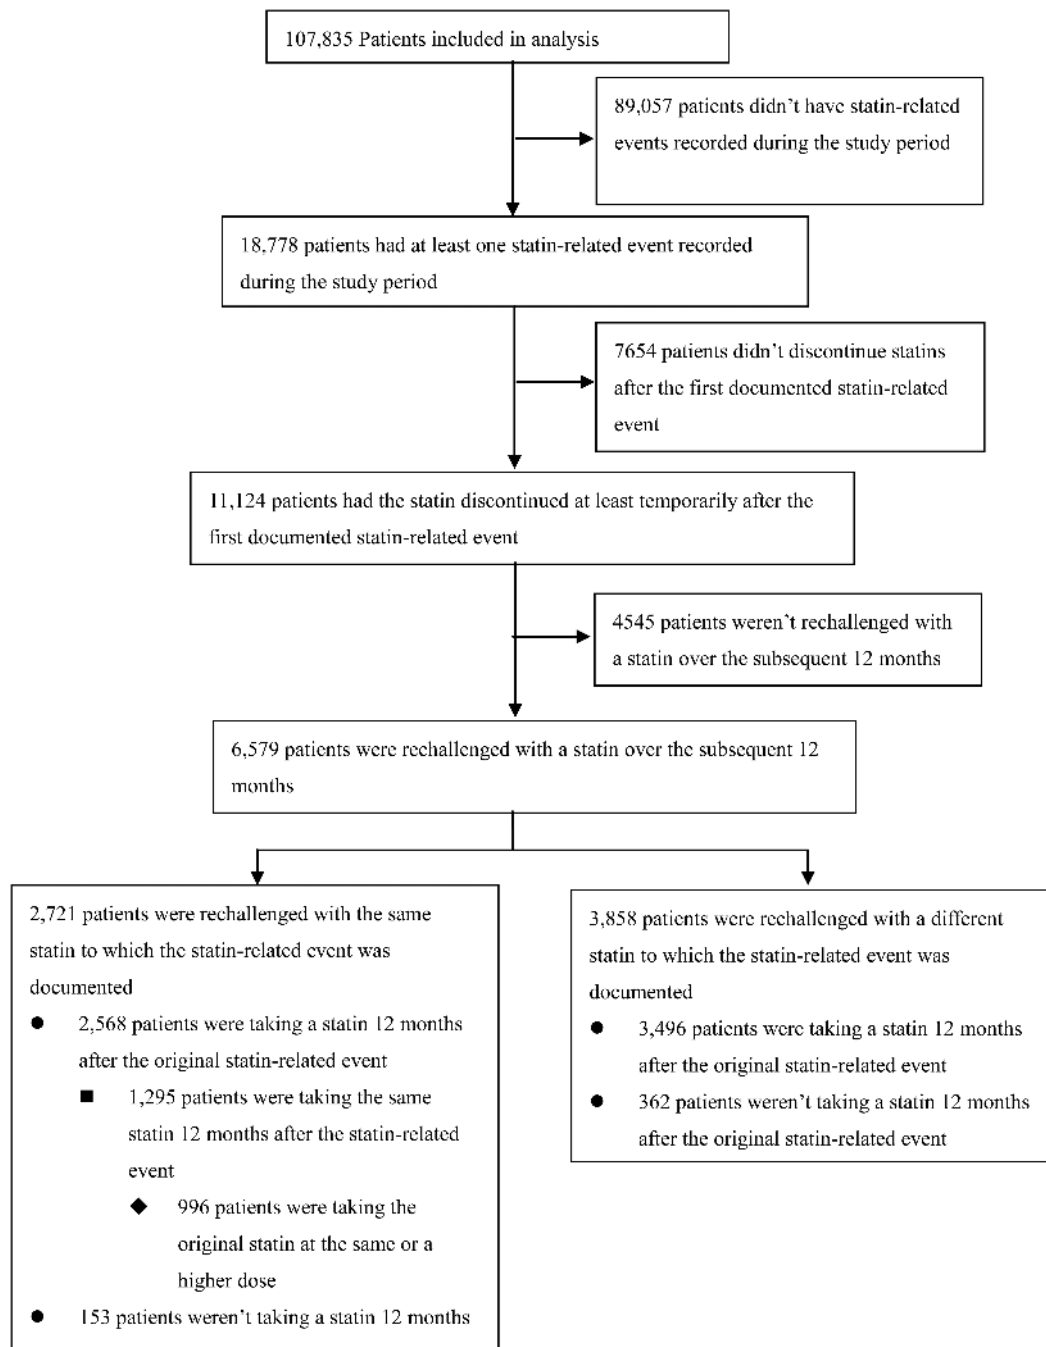 107,835 Patients included in analysis
89,057 patients didn't have statin-related
events recorded during the study period
18,778 patients had at least one statin-related event recorded
during the study period
7654 patients didn't discontinue statins
after the first documented statin-related
event
11,124 patients had the statin discontinued at least temporarily after the
first documented statin-related event
4545 patients weren't rechallenged with
a statin over the subsequent 12 months
6,579 patients were rechallenged with a statin over the subsequent 12
months
2,721 patients were rechallenged with the same
statin to which the statin-related event was
documented
● 2,568 patients were taking a statin 12 months
after the original statin-related event
■ 1,295 patients were taking the same
statin 12 months after the statin-related
event
◆ 996 patients were taking the
original statin at the same or a
higher dose
● 153 patients weren't taking a statin 12 months
3,858 patients were rechallenged with a different
statin to which the statin-related event was
documented
● 3,496 patients were taking a statin 12 months
after the original statin-related event
● 362 patients weren't taking a statin 12 months
after the original statin-related event